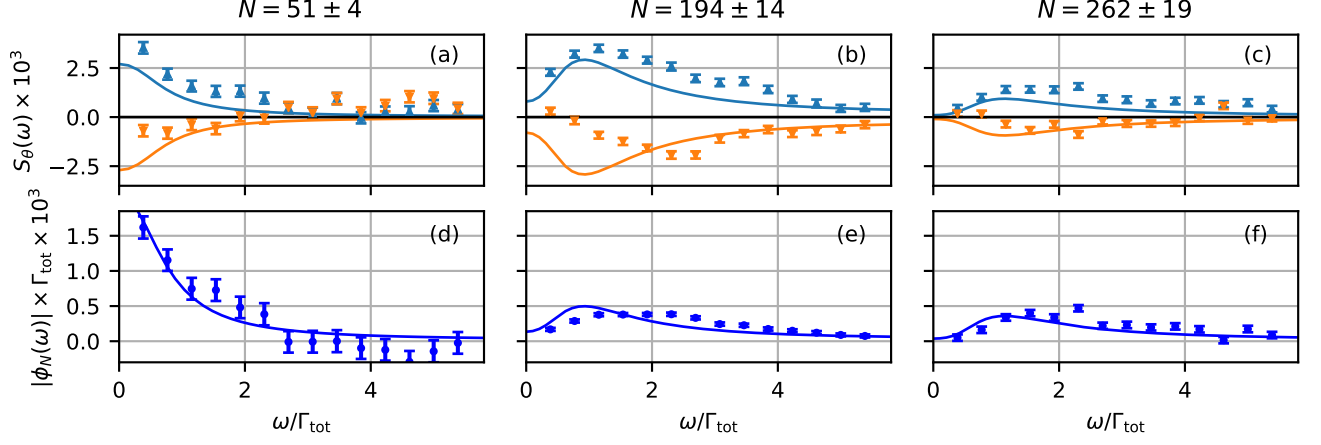 N = 51 ± 4
N = 194 ± 14
N = 262 ± 19
S_θ(ω) × 10³
2.5
0.0
−2.5
(a)
(b)
(c)
|ϕ_N(ω)| × Γ_tot × 10³
1.5
1.0
0.5
0.0
(d)
(e)
(f)
0 2 4
0 2 4
0 2 4
ω/Γ_tot
ω/Γ_tot
ω/Γ_tot